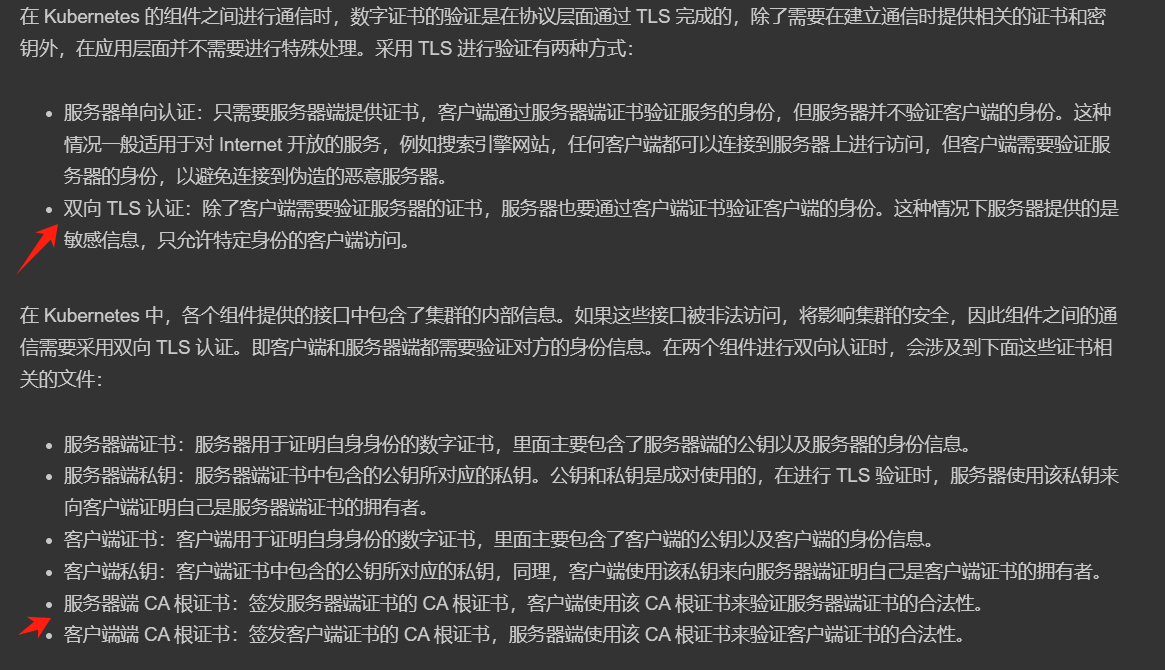 在 Kubernetes 的组件之间进行通信时，数字证书的验证是在协议层面通过 TLS 完成的，除了需要在建立通信时提供相关的证书和密
钥外，在应用层面并不需要进行特殊处理。采用 TLS 进行验证有两种方式：
• 服务器单向认证：只需要服务器端提供证书，客户端通过服务器端证书验证服务的身份，但服务器并不验证客户端的身份。这种
情况一般适用于对 Internet 开放的服务，例如搜索引擎网站，任何客户端都可以连接到服务器上进行访问，但客户端需要验证服
务器的身份，以避免连接到伪造的恶意服务器。
• 双向 TLS 认证：除了客户端需要验证服务器的证书，服务器也要通过客户端证书验证客户端的身份。这种情况下服务器提供的是
敏感信息，只允许特定身份的客户端访问。
在 Kubernetes 中，各个组件提供的接口中包含了集群的内部信息。如果这些接口被非法访问，将影响集群的安全，因此组件之间的通
信需要采用双向 TLS 认证。即客户端和服务器端都需要验证对方的身份信息。在两个组件进行双向认证时，会涉及到下面这些证书相
关的文件：
• 服务器端证书：服务器用于证明自身身份的数字证书，里面主要包含了服务器端的公钥以及服务器的身份信息。
• 服务器端私钥：服务器端证书中包含的公钥所对应的私钥。公钥和私钥是成对使用的，在进行 TLS 验证时，服务器使用该私钥来
向客户端证明自己是服务器端证书的拥有者。
• 客户端证书：客户端用于证明自身身份的数字证书，里面主要包含了客户端的公钥以及客户端的身份信息。
• 客户端私钥：客户端证书中包含的公钥所对应的私钥，同理，客户端使用该私钥来向服务器端证明自己是客户端证书的拥有者。
• 服务器端 CA 根证书：签发服务器端证书的 CA 根证书，客户端使用该 CA 根证书来验证服务器端证书的合法性。
• 客户端端 CA 根证书：签发客户端证书的 CA 根证书，服务器端使用该 CA 根证书来验证客户端证书的合法性。